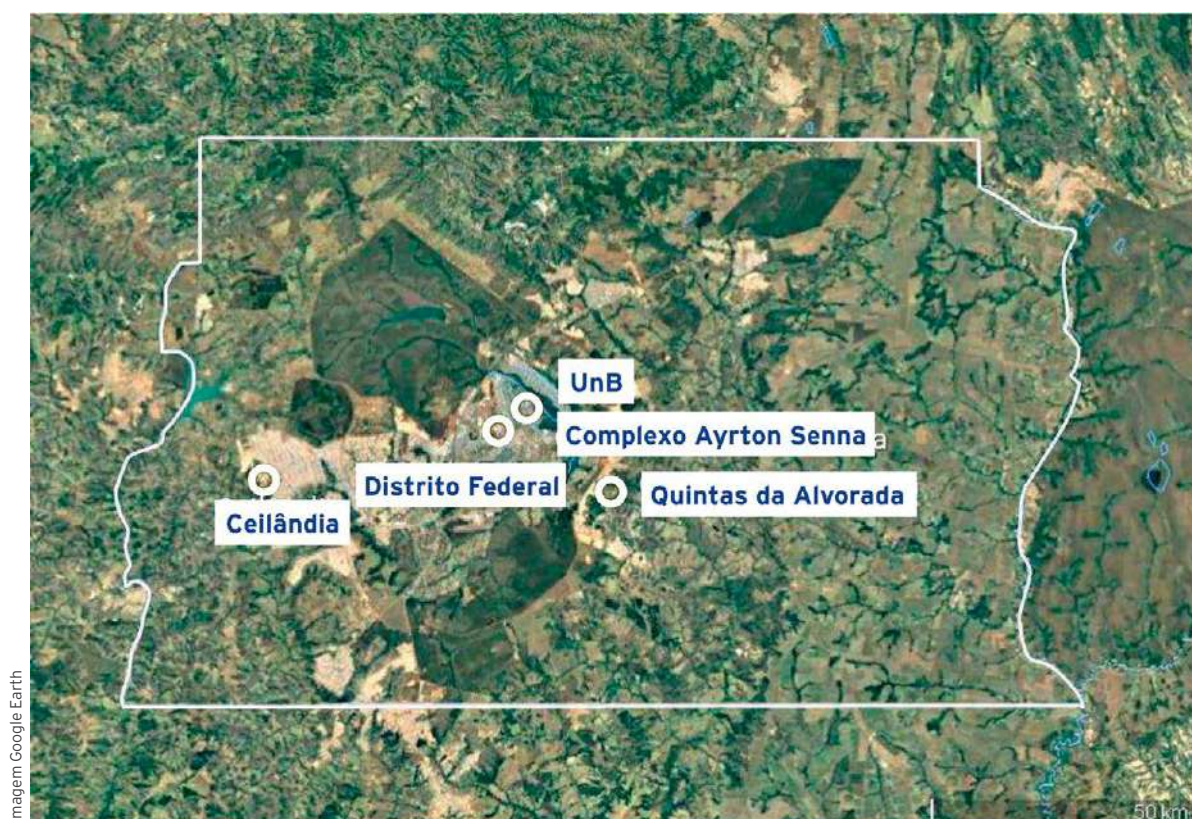 UnB
Complexo Ayrton Senna
a
Distrito Federal
Quintas da Alvorada
Ceilândia
magem Google Earth
50 km